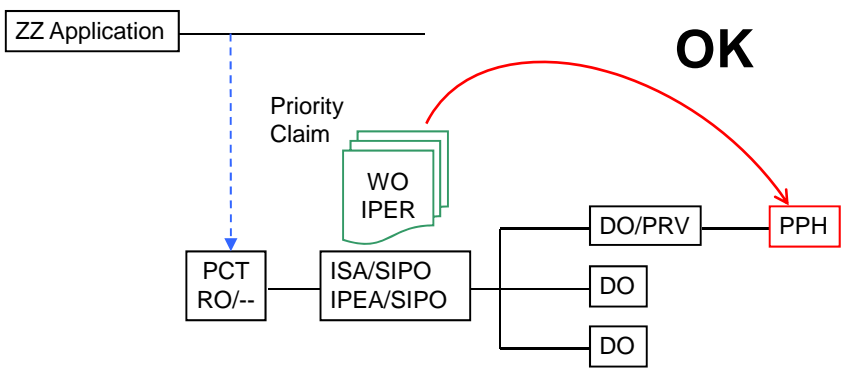 ZZ Application
OK
Priority
Claim
WO
IPER
DO/PRV
PPH
PCT
RO/--
ISA/SIPO
IPEA/SIPO
DO
DO